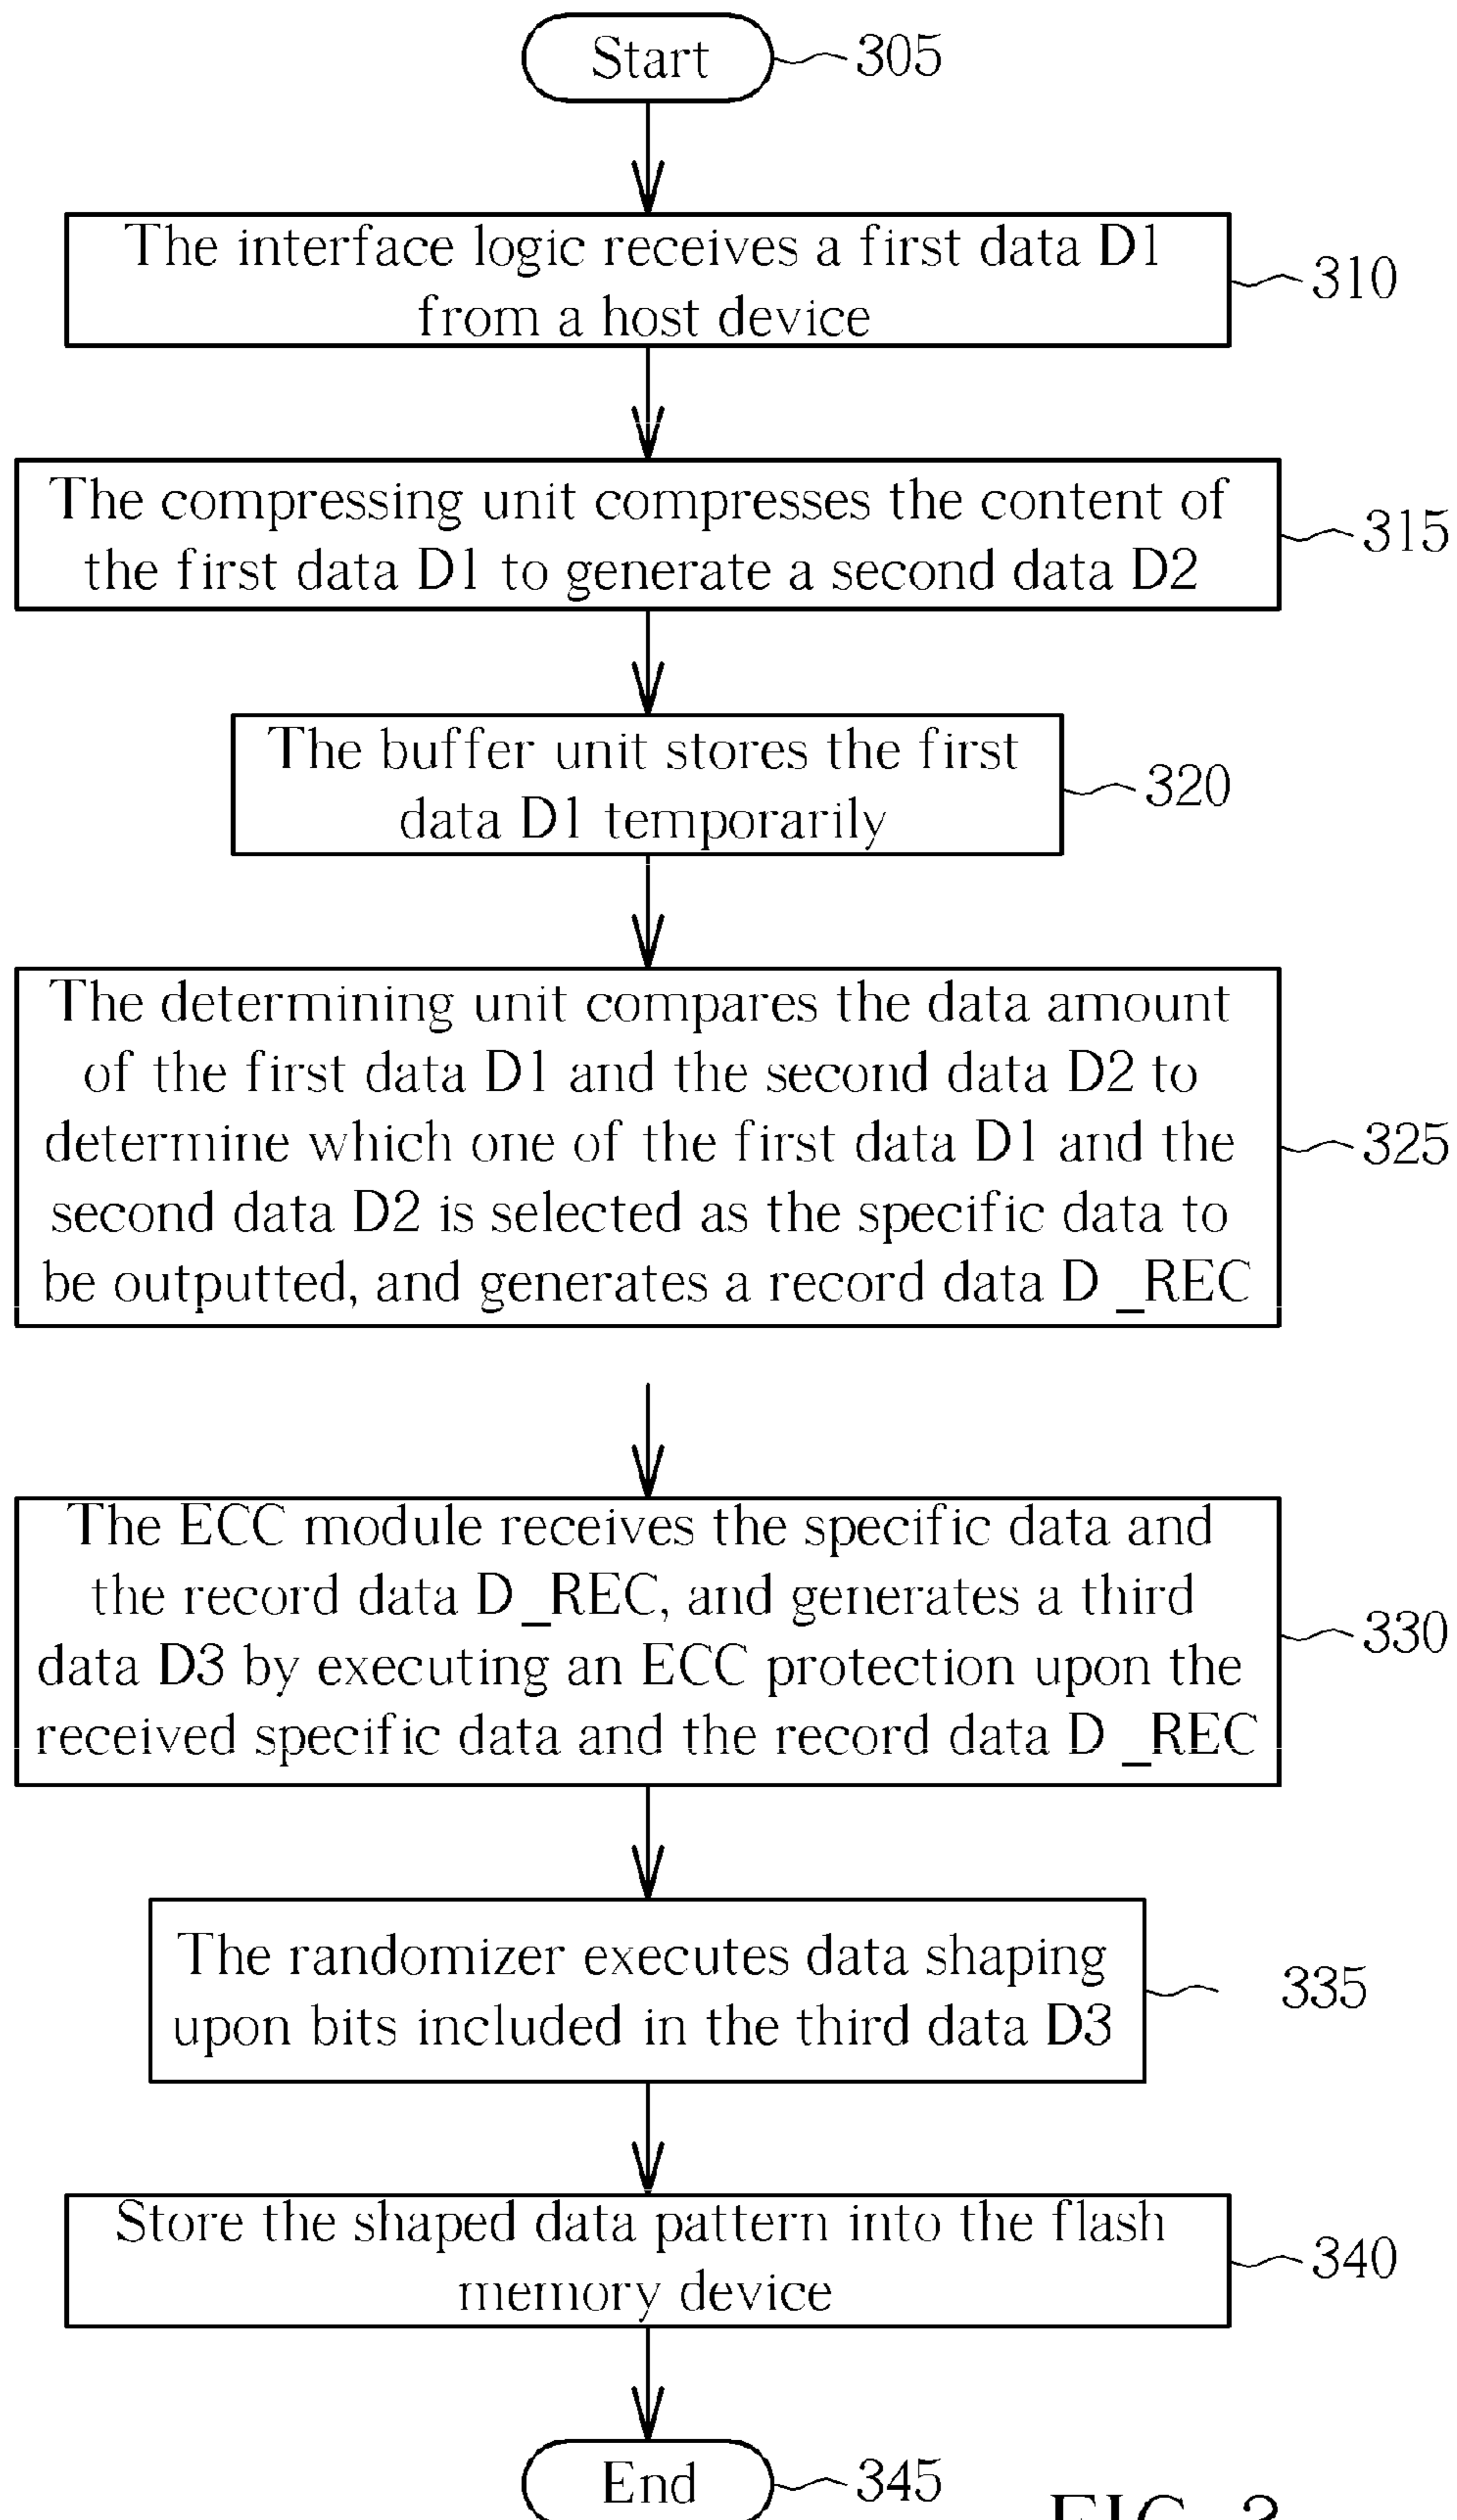 Start
305
The interface logic receives a first data D1
from a host device
310
The compressing unit compresses the content of
the first data D1 to generate a second data D2
315
The buffer unit stores the first
data D1 temporarily
320
The determining unit compares the data amount
of the first data D1 and the second data D2 to
determine which one of the first data D1 and the
second data D2 is selected as the specific data to
be outputted, and generates a record data D_REC
325
The ECC module receives the specific data and
the record data D_REC, and generates a third
data D3 by executing an ECC protection upon the
received specific data and the record data D_REC
330
The randomizer executes data shaping
upon bits included in the third data D3
335
Store the shaped data pattern into the flash
memory device
340
End
345
FIG. 3